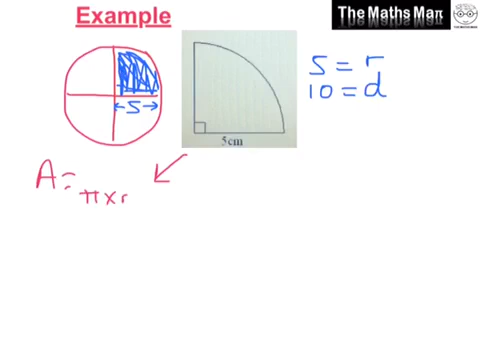 Example
The Maths Man
5 = r
10 = d
5
5cm
A =
π × r